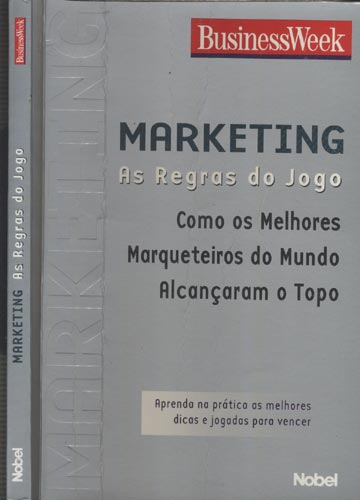 BusinessWeek
MARKETING As Regras do Jogo
Nobel
MARKETING
BusinessWeek
MARKETING
As Regras do Jogo
Como os Melhores
Marqueteiros do Mundo
Alcançaram o Topo
Aprenda na prático as melhores
dicas e jogadas para vencer
Nobel